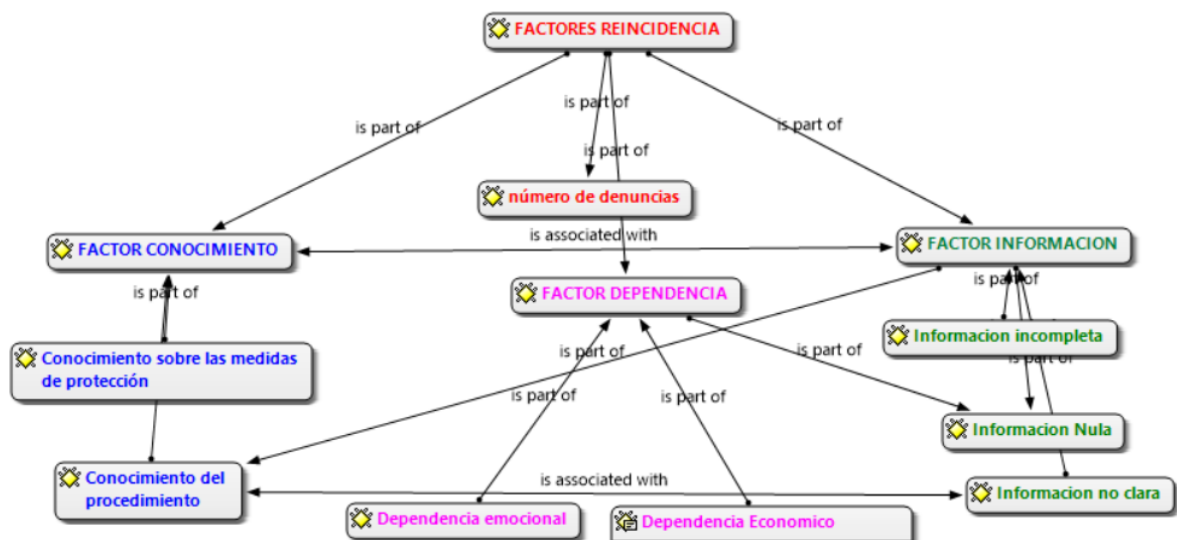 FACTORES REINCIDENCIA
is part of
is part of
is part of
is part of
número de denuncias
FACTOR CONOCIMIENTO
is associated with
FACTOR INFORMACION
is part of
is part of
FACTOR DEPENDENCIA
Informacion incompleta
Conocimiento sobre las medidas
de protección
is part of
is part of
is part of
is part of
is part of
Informacion Nula
Conocimiento del
procedimiento
is associated with
Informacion no clara
Dependencia emocional
Dependencia Economico